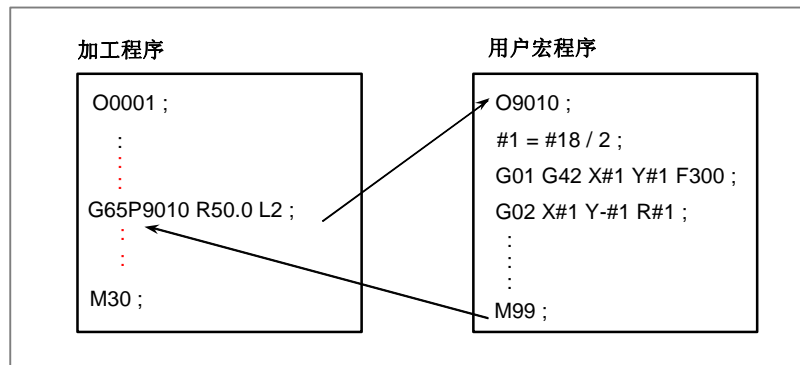 加工程序
O0001 ;
:
:
:
G65P9010 R50.0 L2 ;
:
:
M30 ;
用户宏程序
O9010 ;
#1 = #18 / 2 ;
G01 G42 X#1 Y#1 F300 ;
G02 X#1 Y-#1 R#1 ;
:
:
:
M99 ;